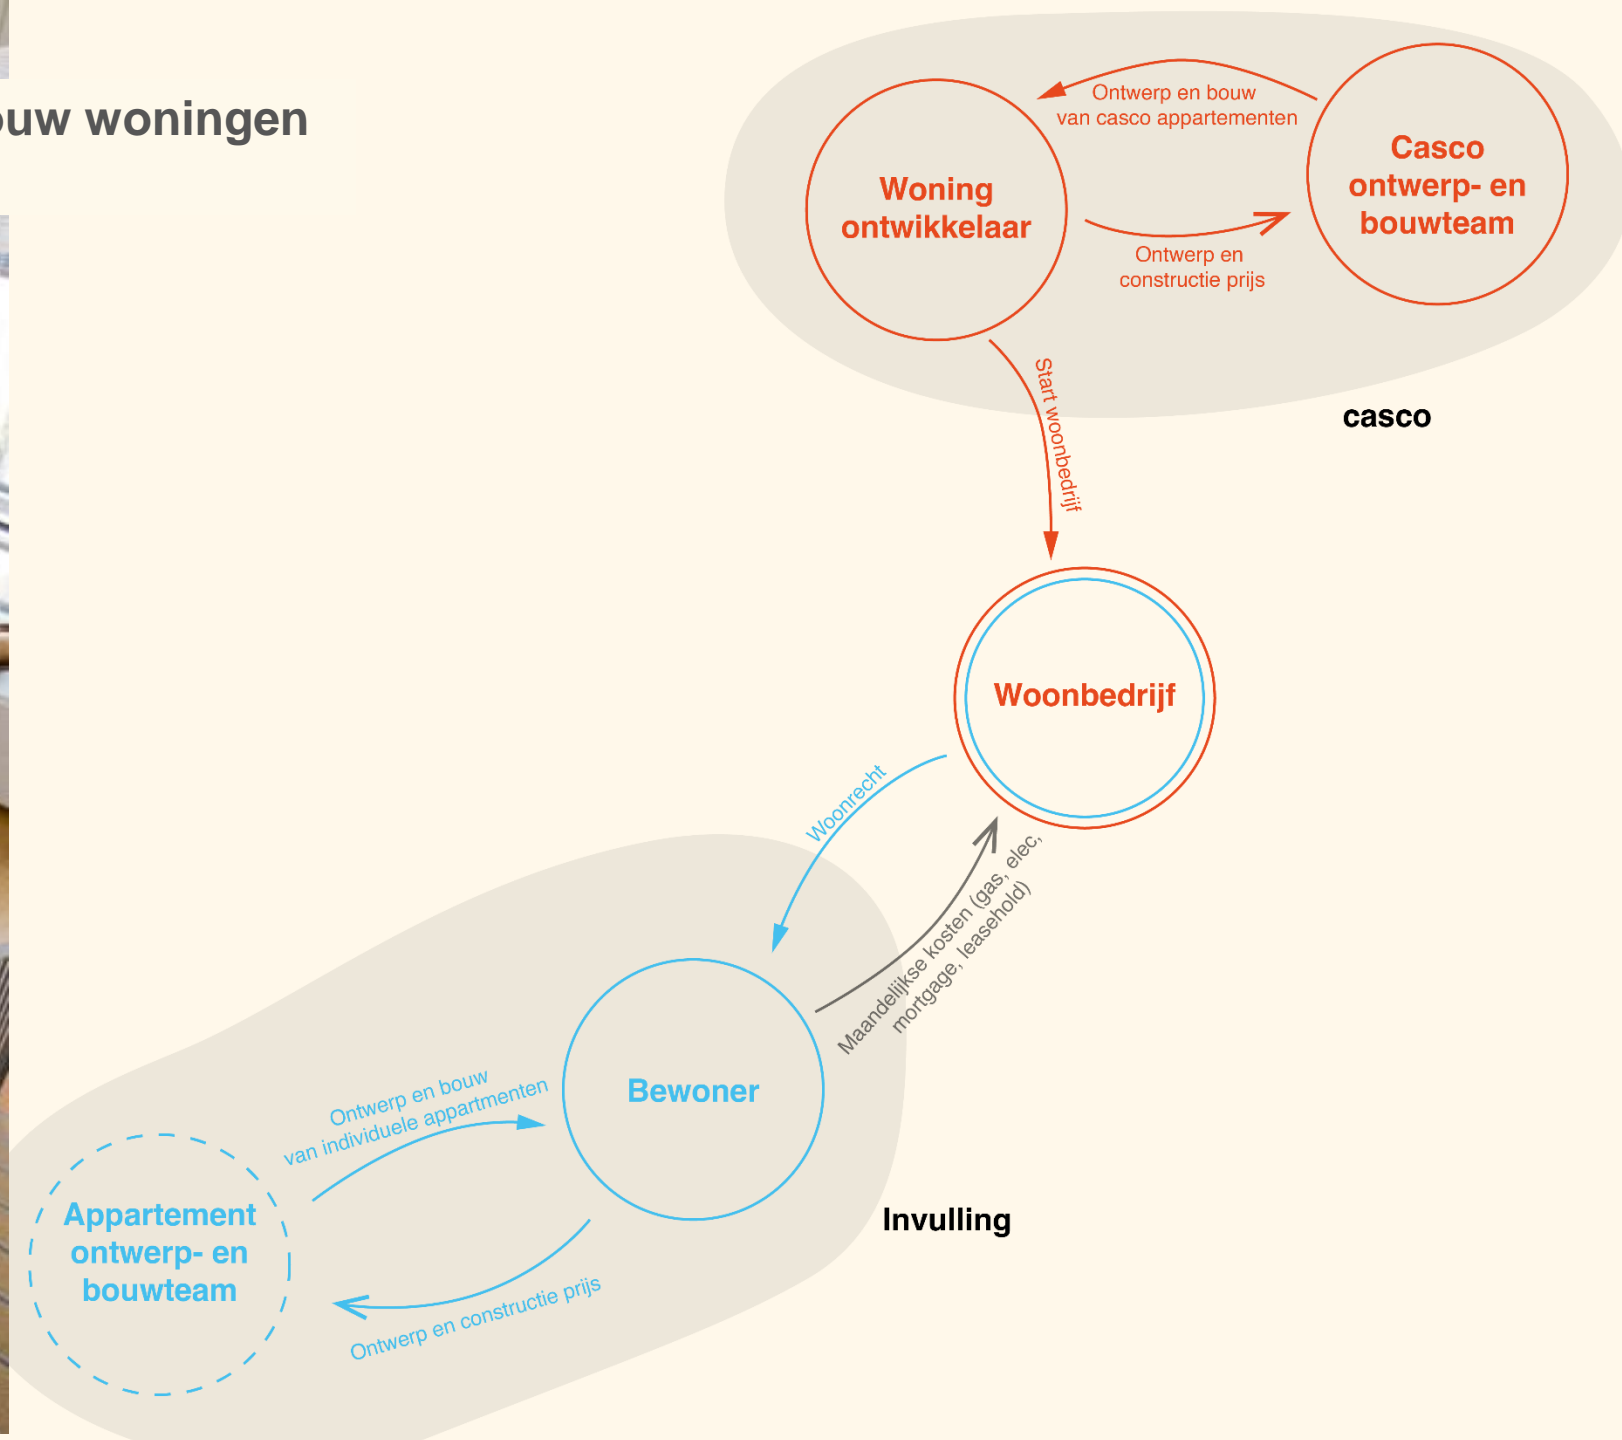 woningen
Ontwerp en bouw
van casco appartementen
Casco
ontwerp- en
bouwteam
Woning
ontwikkelaar
Ontwerp en
constructie prijs
Start woonbedrijf
casco
Woonbedrijf
Woonrecht
Maandelijkse kosten (gas, elec,
mortgage, leasehold)
Bewoner
Ontwerp en bouw
van individuele appartmenten
Invulling
Appartement
ontwerp- en
bouwteam
Ontwerp en constructie prijs